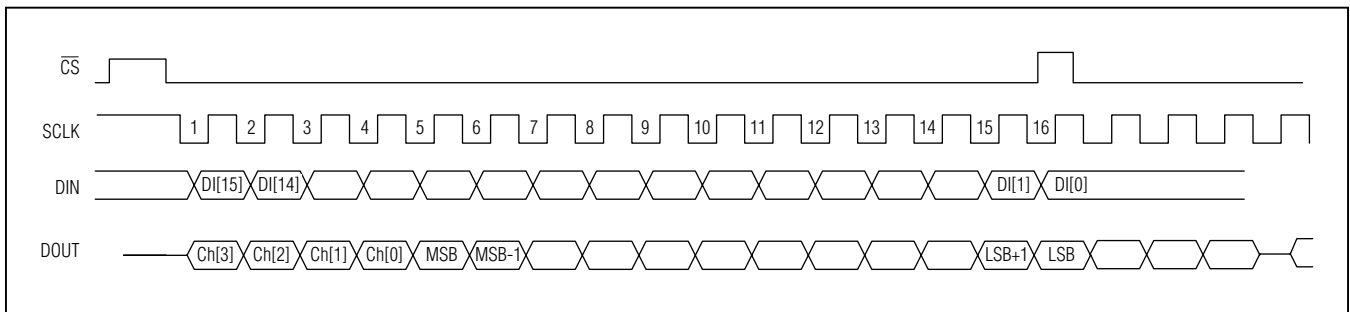 CS
SCLK 1 2 3 4 5 6 7 8 9 10 11 12 13 14 15 16
DIN DI[15] DI[14] DI[1] DI[0]
DOUT Ch[3] Ch[2] Ch[1] Ch[0] MSB MSB-1 LSB+1 LSB